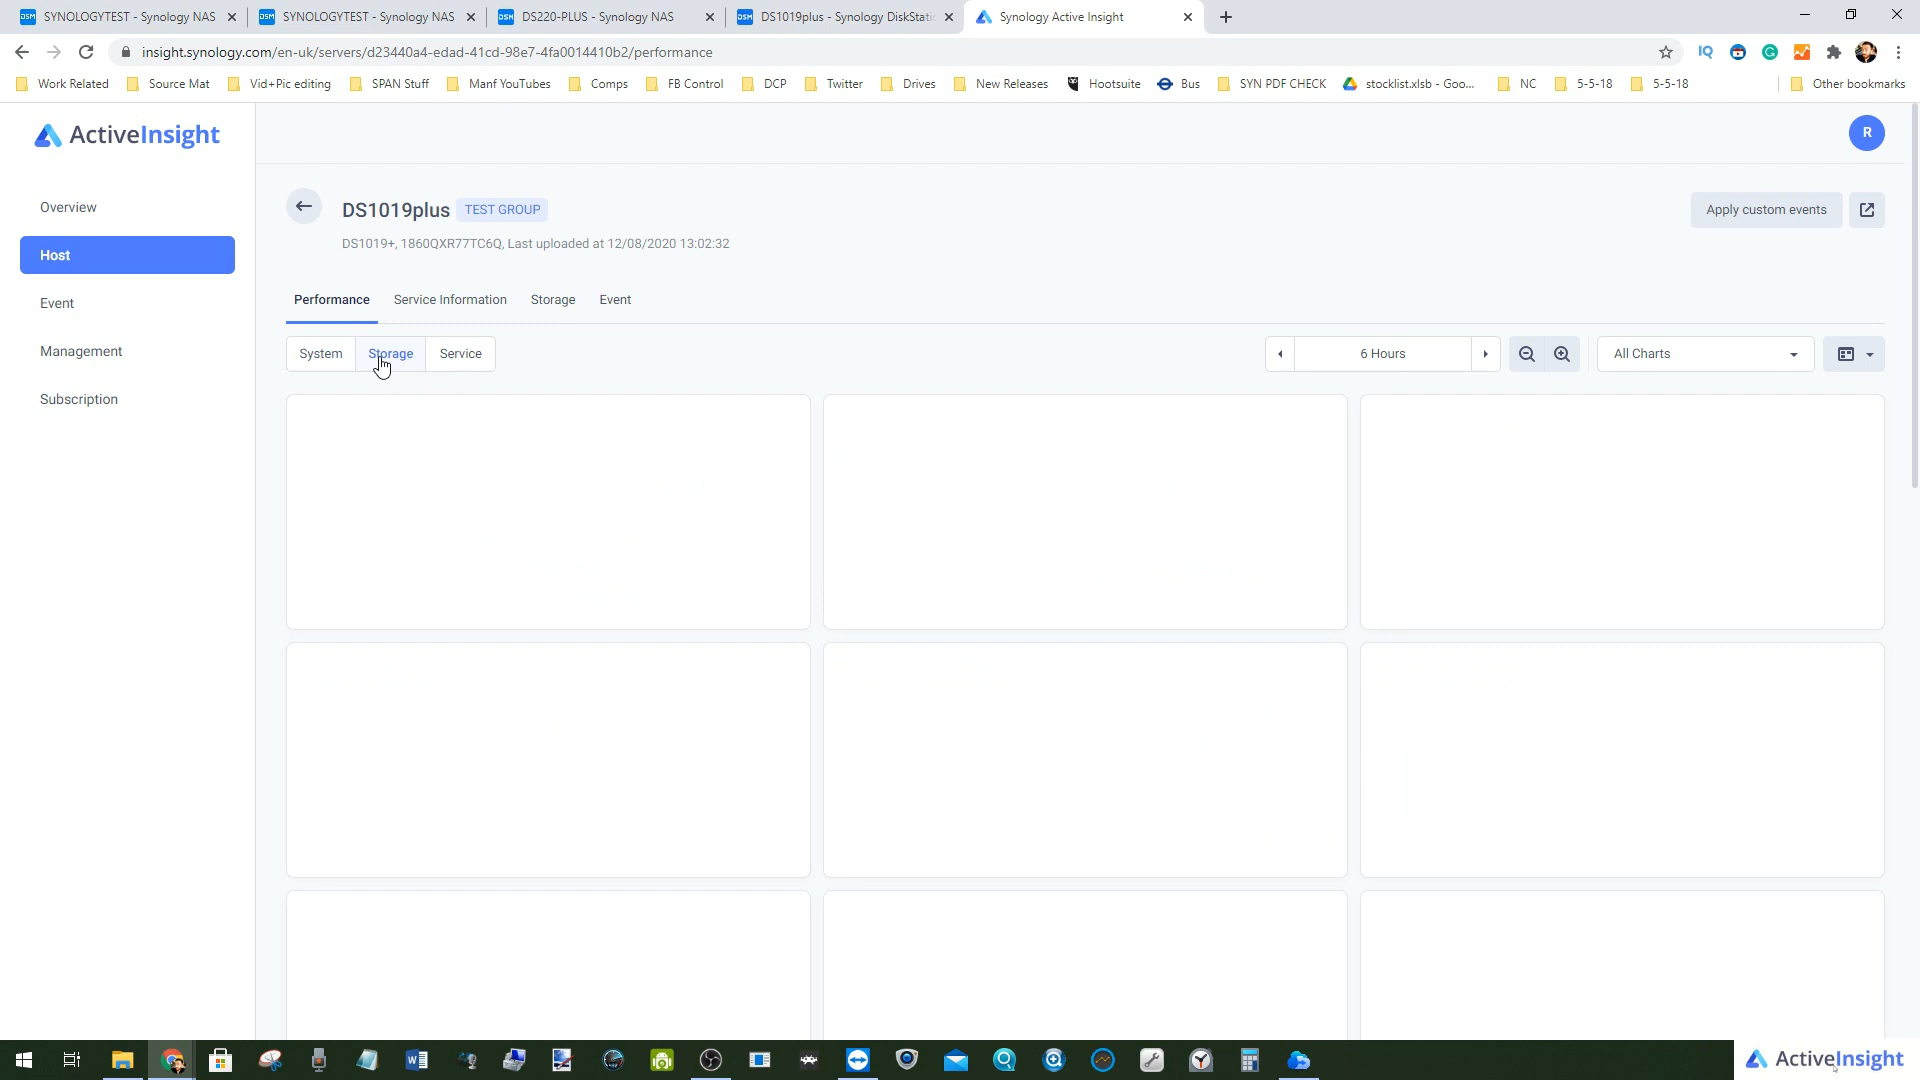 SYNOLOGYTEST - Synology NAS
SYNOLOGYTEST - Synology NAS
DS220-PLUS - Synology NAS
DS1019plus - Synology DiskStatic
Synology Active Insight
insight.synology.com/en-uk/servers/d23440a4-edad-41cd-98e7-4fa0014410b2/performance
Work Related
Source Mat
Vid+Pic editing
SPAN Stuff
Manf YouTubes
Comps
FB Control
DCP
Twitter
Drives
New Releases
Hootsuite
Bus
SYN PDF CHECK
stocklist.xlsb - Goo...
NC
5-5-18
5-5-18
Other bookmarks
ActiveInsight
R
Overview
Host
Event
Management
Subscription
DS1019plus TEST GROUP
Apply custom events
DS1019+, 1860QXR77TC6Q, Last uploaded at 12/08/2020 13:02:32
Performance
Service Information
Storage
Event
System
Storage
Service
6 Hours
All Charts
ActiveInsight